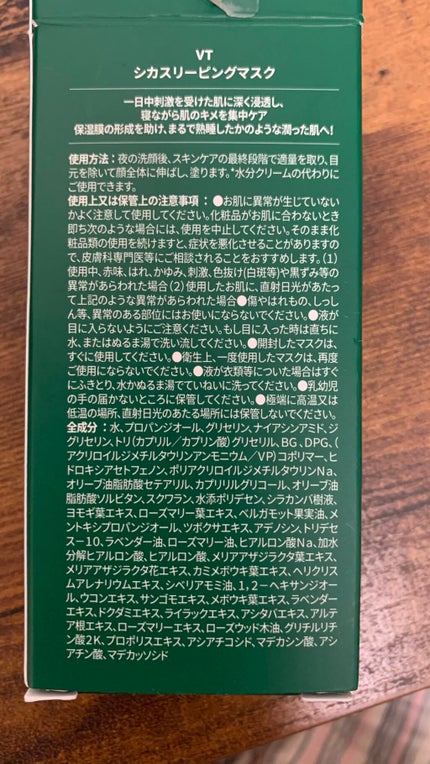 VT
シカスリーピングマスク
一日中刺激を受けた肌に深く浸透し、
寝ながら肌のキメを集中ケア
保湿膜の形成を助け、まるで熟睡したかのような潤った肌へ!
使用方法:夜の洗顔後、スキンケアの最終段階で適量を取り、目
元を除いて顔全体に伸ばし、塗ります。*水分クリームの代わりに
ご使用できます。
使用上又は保管上の注意事項:●お肌に異常が生じていない
かよく注意して使用してください。化粧品がお肌に合わないとき
即ち次のような場合には、使用を中止してください。そのまま化
粧品類の使用を続けますと、症状を悪化させることがありますの
で、皮膚科専門医等にご相談されることをおすすめします。(1)
使用中、赤味、はれ、かゆみ、刺激、色抜け(白斑等)や黒ずみ等の
異常があらわれた場合(2)使用したお肌に、直射日光があたっ
て上記のような異常があらわれた場合●傷やはれもの、しっし
ん等、異常のある部位にはお使いにならないでください。●液が
目に入らないようにご注意ください。もし目に入った時は直ちに
水、またはぬるま湯で洗い流してください。●開封したマスクは、
すぐに使用してください。●衛生上、一度使用したマスクは、再度
ご使用にならないでください。●液が衣類等についた場合はすぐ
にふきとり、水かぬるま湯でていねいに洗ってください。●乳幼児
の手の届かないところに保管してください。●極端に高温又は
低温の場所、直射日光のあたる場所には保管しないでください。
全成分:水、プロパンジオール、グリセリン、ナイアシンアミド、ジ
グリセリン、トリ(カプリル/カプリン酸)グリセリル、BG、DPG、(
アクリロイルジメチルタウリンアンモニウム/VP)コポリマー、ヒ
ドロキシアセトフェノン、ポリアクリロイルジメチルタウリンNa、
オリーブ油脂肪酸セテアリル、カプリリルグリコール、オリーブ油
脂肪酸ソルビタン、スクワラン、水添ポリデセン、シラカンバ樹液、
ヨモギ葉エキス、ローズマリー葉エキス、ベルガモット果実油、メ
ントキシプロパンジオール、ツボクサエキス、アデノシン、トリデセ
ス-10、ラベンダー油、ローズマリー油、ヒアルロン酸Na、加水
分解ヒアルロン酸、ヒアルロン酸、メリアアザジラクタ葉エキス、
メリアアザジラクタ花エキス、カミメボウキ葉エキス、ヘリクリス
ムアレナリウムエキス、シベリアモミ油、1,2-ヘキサンジオー
ル、ウコンエキス、サンゴモエキス、メボウキ葉エキス、ラベンダー
エキス、ドクダミエキス、ライラックエキス、アシタバエキス、アルテ
ア根エキス、ローズマリーエキス、ローズウッド木油、グリチルリチ
ン酸2K、プロポリスエキス、アシアチコシド、マデカシン酸、アシ
アチン酸、マデカッソシド